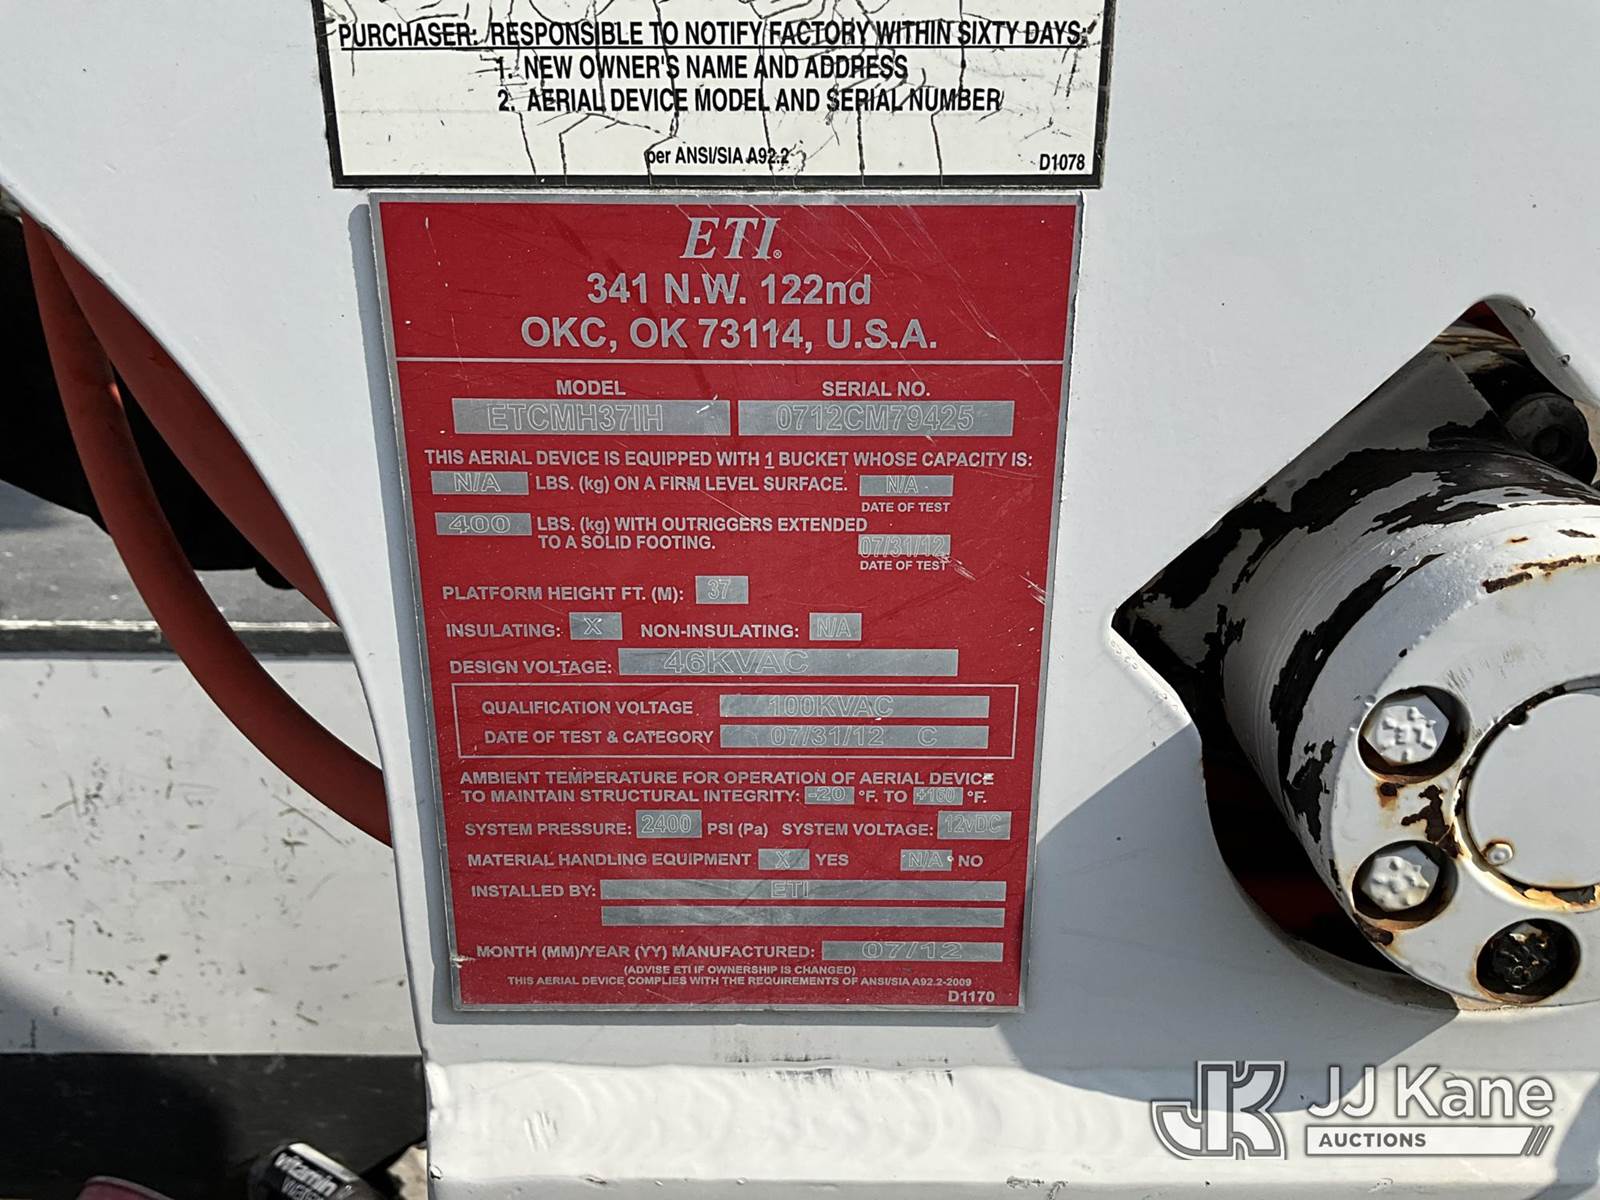 PURCHASER: RESPONSIBLE TO NOTIFY FACTORY WITHIN SIXTY DAYS:
1. NEW OWNER'S NAME AND ADDRESS
2. AERIAL DEVICE MODEL AND SERIAL NUMBER
per ANSI/SIA A92.2
D1078
ETI®
341 N.W. 122nd
OKC, OK 73114, U.S.A.
MODEL SERIAL NO.
ETCMH37IH 0712CM79425
THIS AERIAL DEVICE IS EQUIPPED WITH 1 BUCKET WHOSE CAPACITY IS:
N/A LBS. (kg) ON A FIRM LEVEL SURFACE. N/A
DATE OF TEST
400 LBS. (kg) WITH OUTRIGGERS EXTENDED
TO A SOLID FOOTING. 07/31/12
DATE OF TEST
PLATFORM HEIGHT FT. (M): 37
INSULATING: X NON-INSULATING: N/A
DESIGN VOLTAGE: 46KVAC
QUALIFICATION VOLTAGE 100KVAC
DATE OF TEST & CATEGORY 07/31/12 C
AMBIENT TEMPERATURE FOR OPERATION OF AERIAL DEVICE
TO MAINTAIN STRUCTURAL INTEGRITY: -20 °F. TO +160 °F.
SYSTEM PRESSURE: 2400 PSI (Pa) SYSTEM VOLTAGE: 12VDC
MATERIAL HANDLING EQUIPMENT X YES N/A NO
INSTALLED BY: ETI
MONTH (MM)/YEAR (YY) MANUFACTURED: 07/12
(ADVISE ETI IF OWNERSHIP IS CHANGED)
THIS AERIAL DEVICE COMPLIES WITH THE REQUIREMENTS OF ANSI/SIA A92.2-2009
D1170
vitamin
JK JJ Kane
AUCTIONS